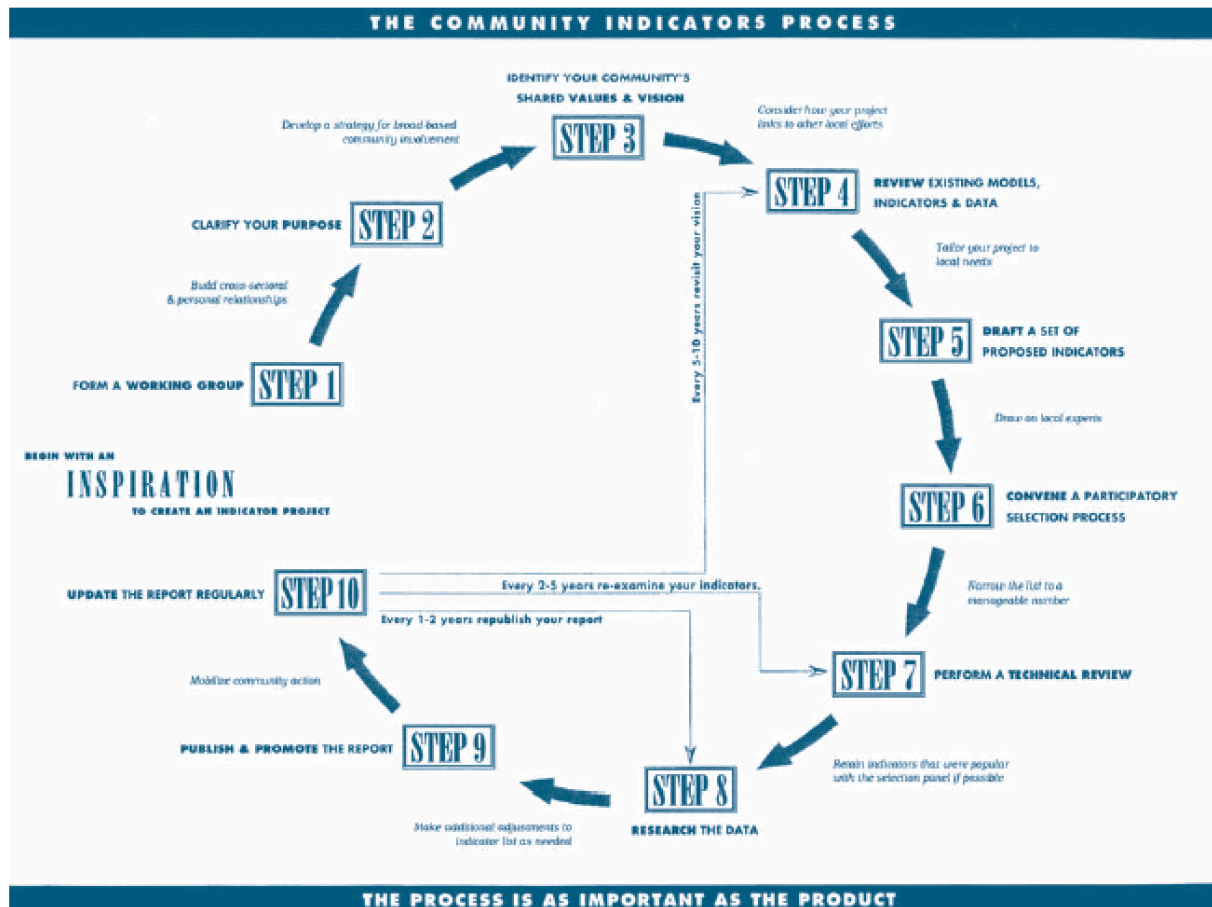 THE COMMUNITY INDICATORS PROCESS
IDENTIFY YOUR COMMUNITY'S
SHARED VALUES & VISION
STEP 3
Develop a strategy for broad-based
community involvement
Consider how your project
links to other local efforts
STEP 4
REVIEW EXISTING MODELS,
INDICATORS & DATA
CLARIFY YOUR PURPOSE
STEP 2
Tailor your project to
local needs
Build cross-sectoral
& personal relationships
Every 5-10 years revisit your vision
STEP 5
DRAFT A SET OF
PROPOSED INDICATORS
FORM A WORKING GROUP
STEP 1
Draw on local experts
BEGIN WITH AN
INSPIRATION
TO CREATE AN INDICATOR PROJECT
STEP 6
CONVENE A PARTICIPATORY
SELECTION PROCESS
UPDATE THE REPORT REGULARLY
STEP 10
Every 2-5 years re-examine your indicators.
Every 1-2 years republish your report
Narrow the list to a
manageable number
STEP 7
PERFORM A TECHNICAL REVIEW
Mobilize community action
PUBLISH & PROMOTE THE REPORT
STEP 9
Retain indicators that were popular
with the selection panel if possible
STEP 8
RESEARCH THE DATA
Make additional adjustments to
indicator list as needed
THE PROCESS IS AS IMPORTANT AS THE PRODUCT